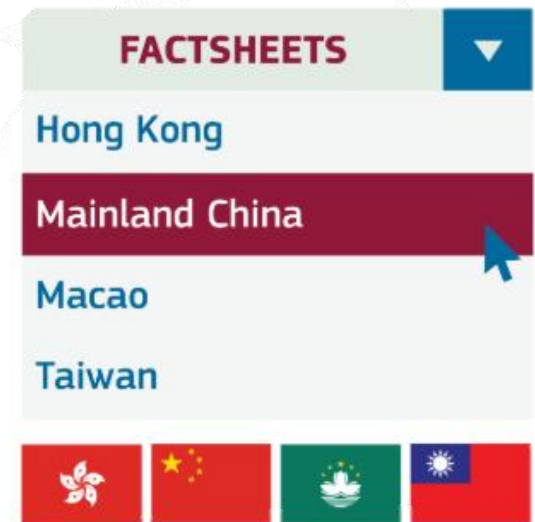 FACTSHEETS
Hong Kong
Mainland China
Macao
Taiwan